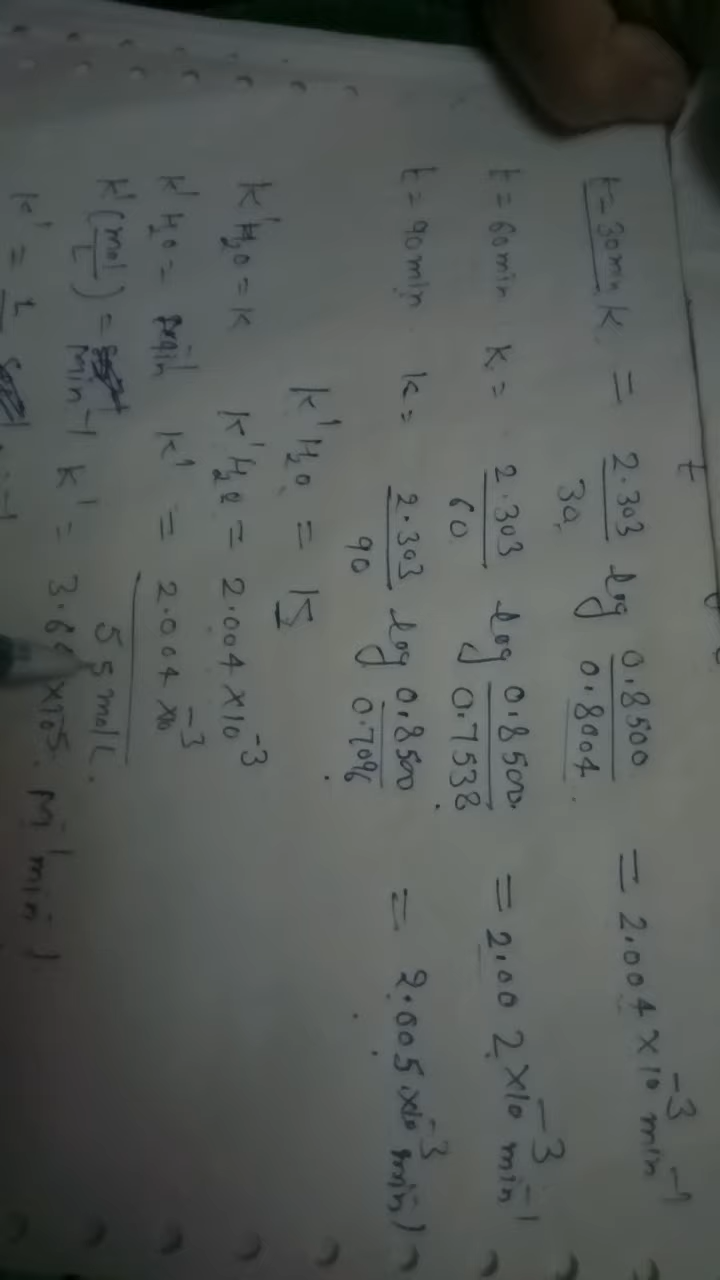 t
t = 30min K = 2.303/30 log 0.8500/0.8004 = 2.004 × 10⁻³ min⁻¹
t = 60min K = 2.303/60 log 0.8500/0.7538 = 2.002 × 10⁻³ min⁻¹
t = 90min K = 2.303/90 log 0.8500/0.7096 = 2.005 × 10⁻³ min⁻¹
K' H₂O = K
K' H₂O = K K' H₂O = 2.004 × 10⁻³
K' H₂O = min⁻¹ K' = 2.004 × 10⁻³/55 mol/L
K' (mol/L) = min⁻¹ K' = × 10⁻⁵ M⁻¹ min⁻¹
K' =